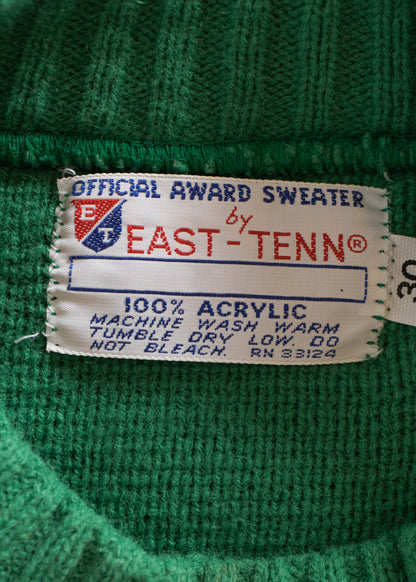 OFFICIAL AWARD SWEATER
by
ET
EAST-TENN®
100% ACRYLIC
MACHINE WASH WARM
TUMBLE DRY LOW. DO
NOT BLEACH. RN 33124
30